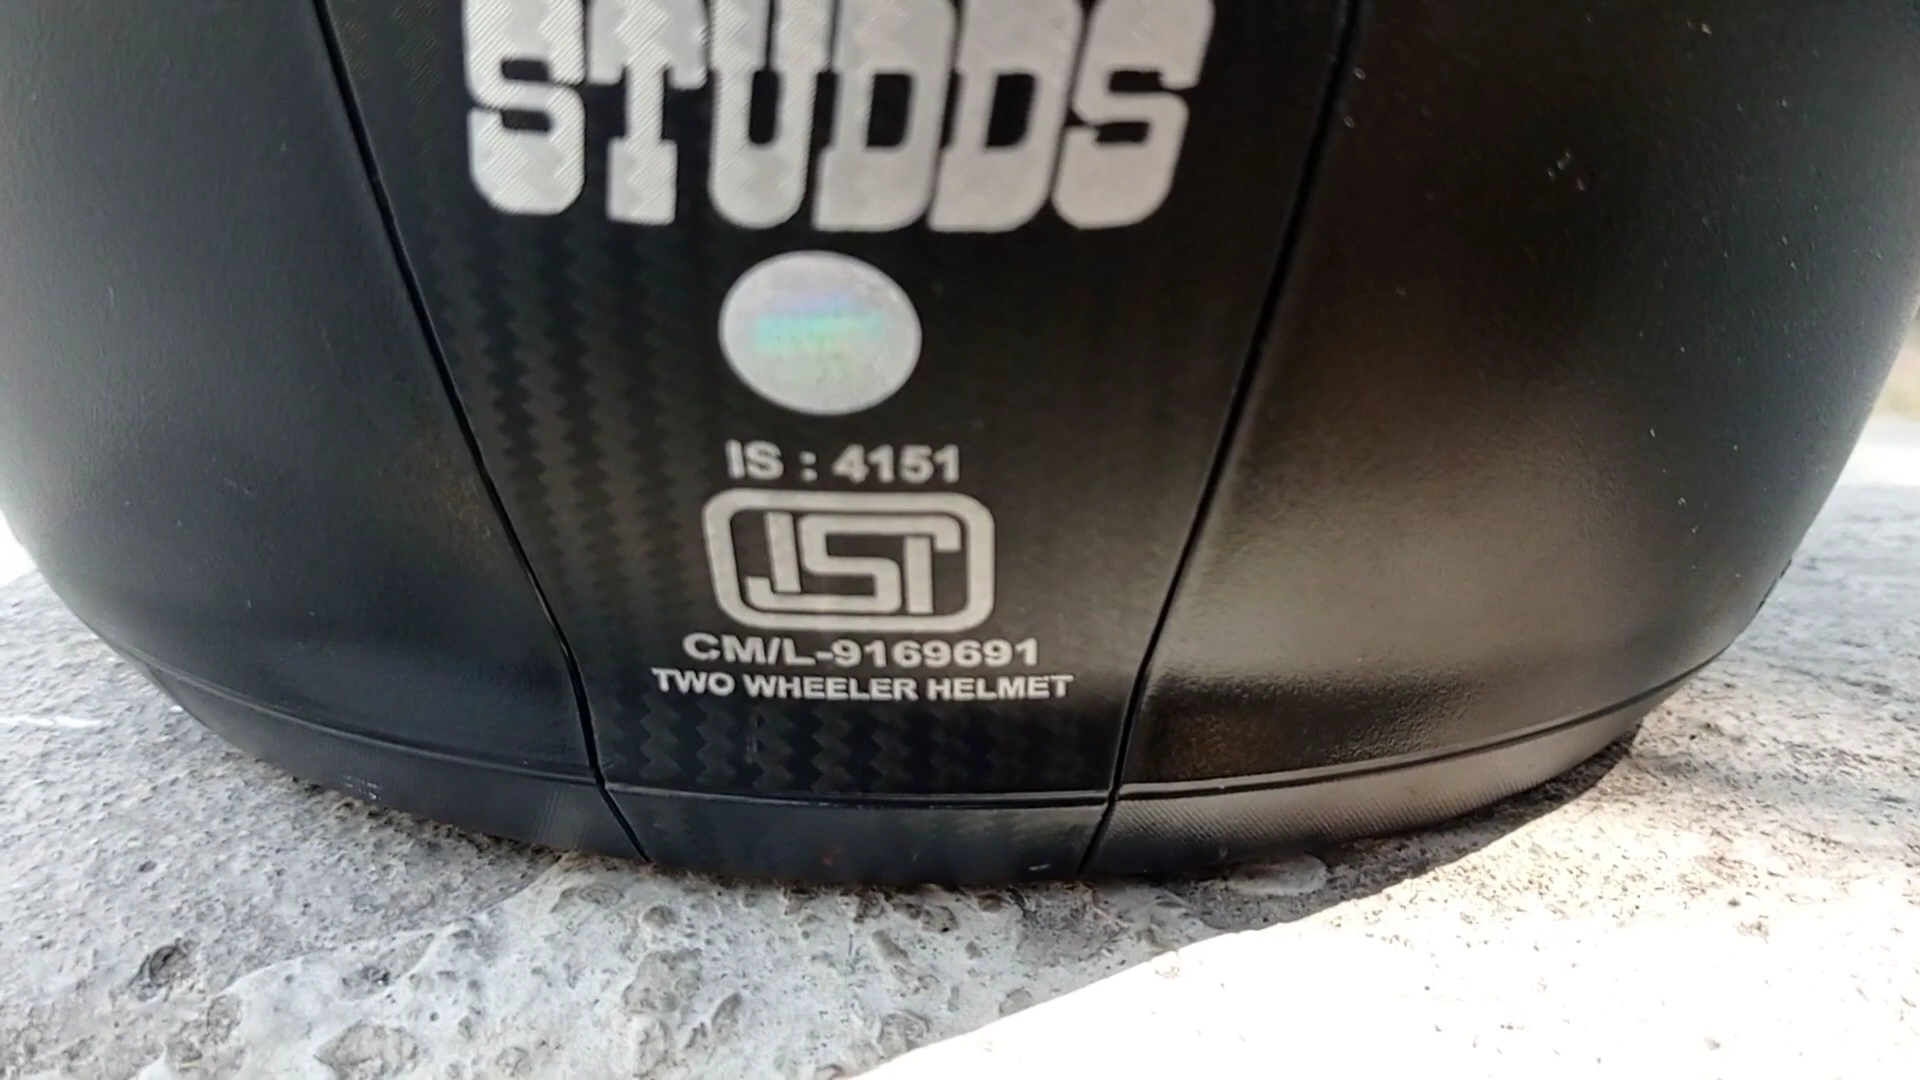 STUDDS
IS : 4151
ISI
CM/L-9169691
TWO WHEELER HELMET